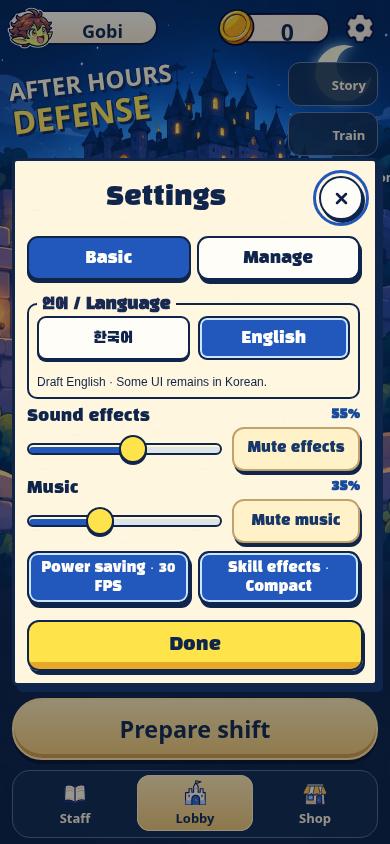 Gobi
0
AFTER HOURS
DEFENSE
Story
Train
Settings
Basic
Manage
언어 / Language
한국어
English
Draft English · Some UI remains in Korean.
Sound effects
55%
Mute effects
Music
35%
Mute music
Power saving · 30
FPS
Skill effects ·
Compact
Done
Prepare shift
Staff
Lobby
Shop